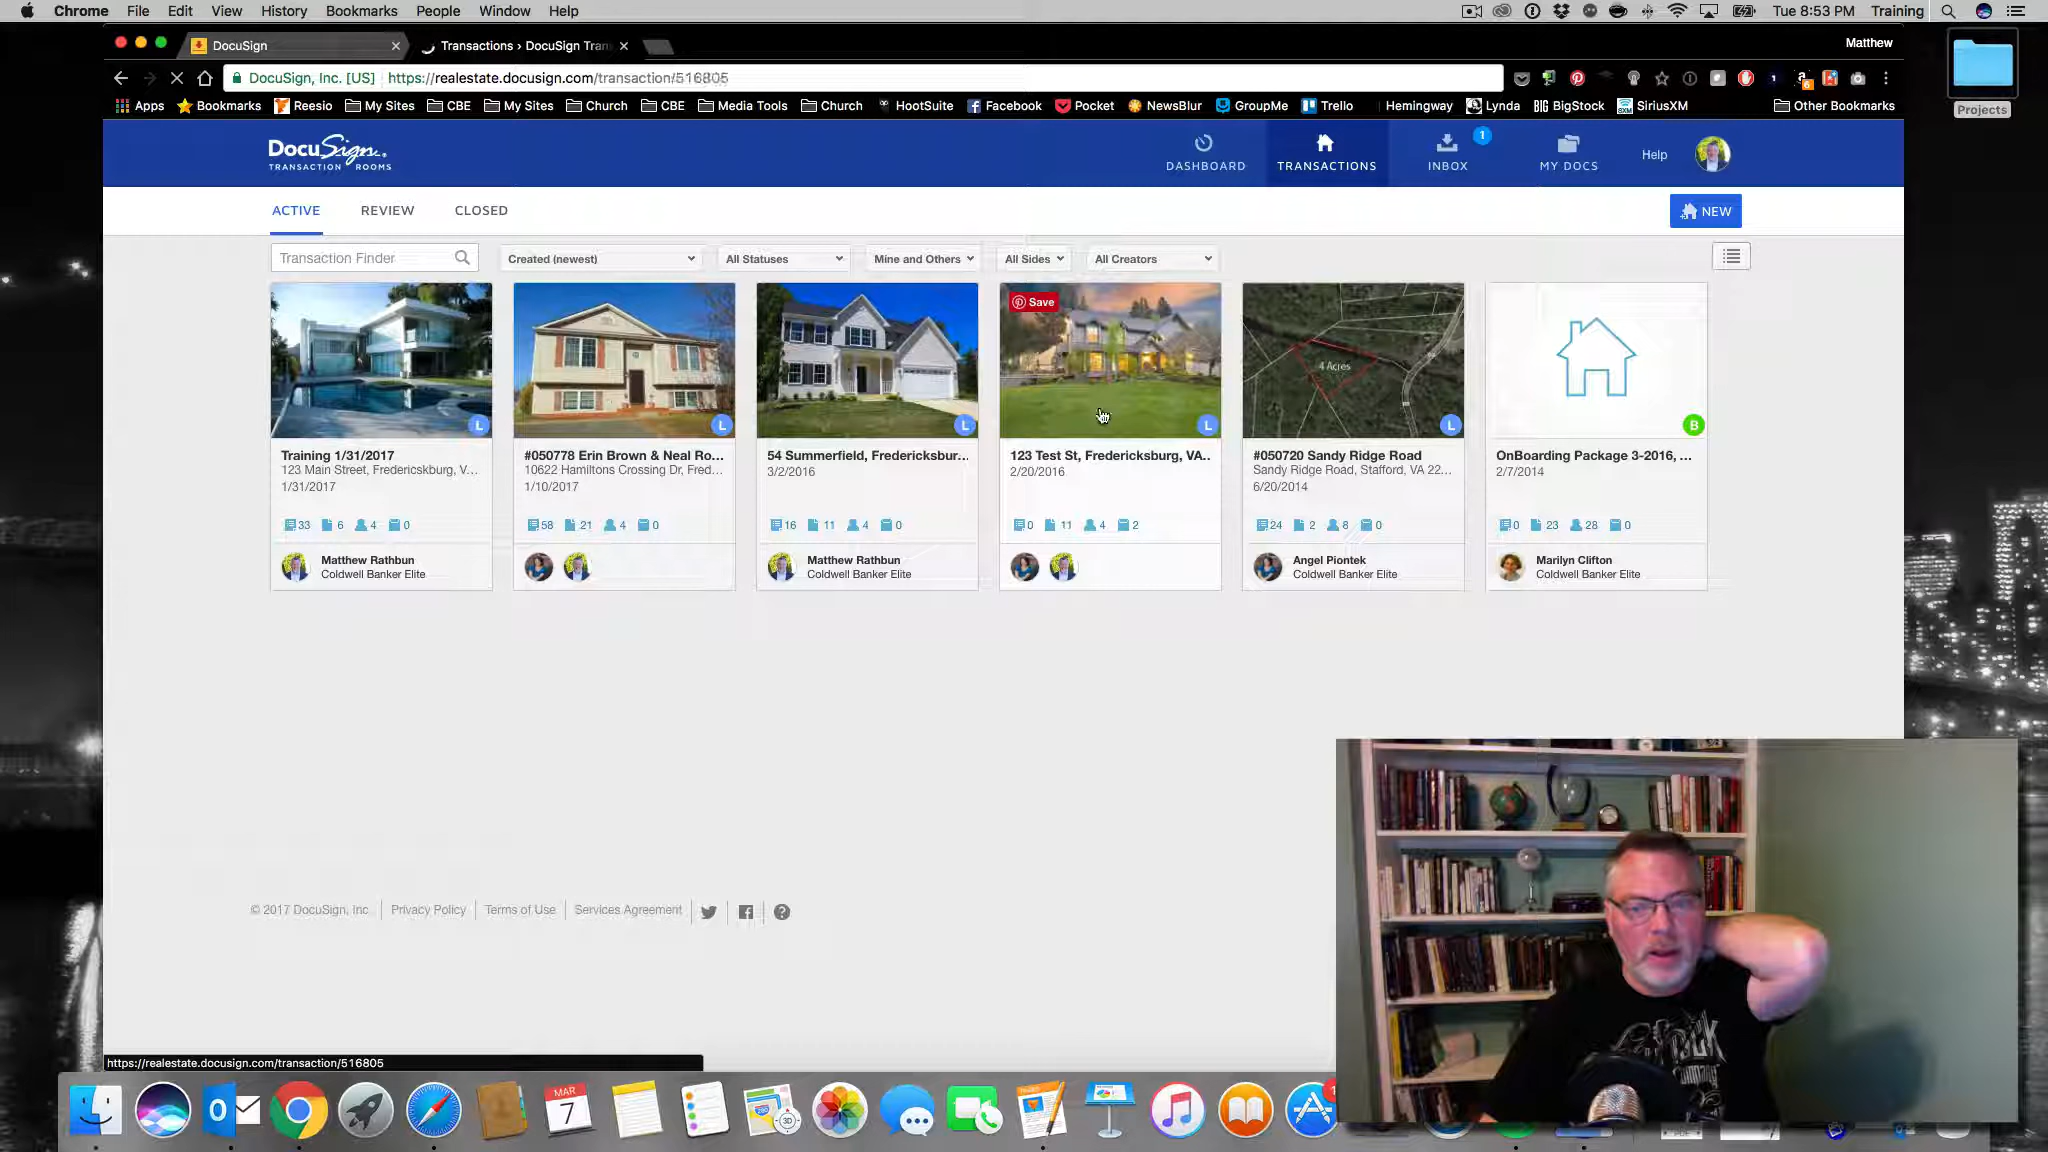 Chrome File Edit View History Bookmarks People Window Help
Tue 8:53 PM Training
DocuSign
Transactions › DocuSign Tran
Matthew
DocuSign, Inc. [US] https://realestate.docusign.com/transaction/516805
Apps Bookmarks Reesio My Sites CBE My Sites Church CBE Media Tools Church HootSuite Facebook Pocket NewsBlur GroupMe Trello Hemingway Lynda BIG BigStock SiriusXM Other Bookmarks
Projects
DocuSign
TRANSACTION ROOMS
DASHBOARD
TRANSACTIONS
INBOX
1
MY DOCS
Help
ACTIVE REVIEW CLOSED
NEW
Transaction Finder
Created (newest)
All Statuses
Mine and Others
All Sides
All Creators
L
Training 1/31/2017
123 Main Street, Fredericskburg, V...
1/31/2017
33 6 4 0
Matthew Rathbun
Coldwell Banker Elite
L
#050778 Erin Brown & Neal Ro...
10622 Hamiltons Crossing Dr, Fred...
1/10/2017
58 21 4 0
L
54 Summerfield, Fredericksbur...
3/2/2016
16 11 4 0
Matthew Rathbun
Coldwell Banker Elite
Save
L
123 Test St, Fredericksburg, VA..
2/20/2016
0 11 4 2
4 Acres
L
#050720 Sandy Ridge Road
Sandy Ridge Road, Stafford, VA 22...
6/20/2014
24 2 8 0
Angel Piontek
Coldwell Banker Elite
B
OnBoarding Package 3-2016, ...
2/7/2014
0 23 28 0
Marilyn Clifton
Coldwell Banker Elite
© 2017 DocuSign, Inc. Privacy Policy Terms of Use Services Agreement
https://realestate.docusign.com/transaction/516805
MAR
7